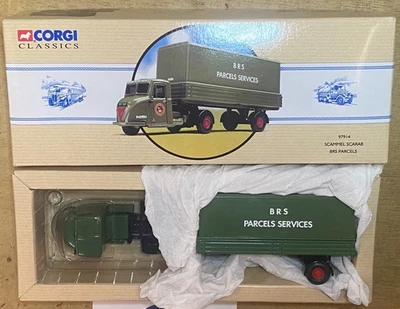 CORGI
CLASSICS
BRS
PARCELS SERVICES
97914
SCAMMEL SCARAB
BRS PARCELS
BRS
PARCELS SERVICES